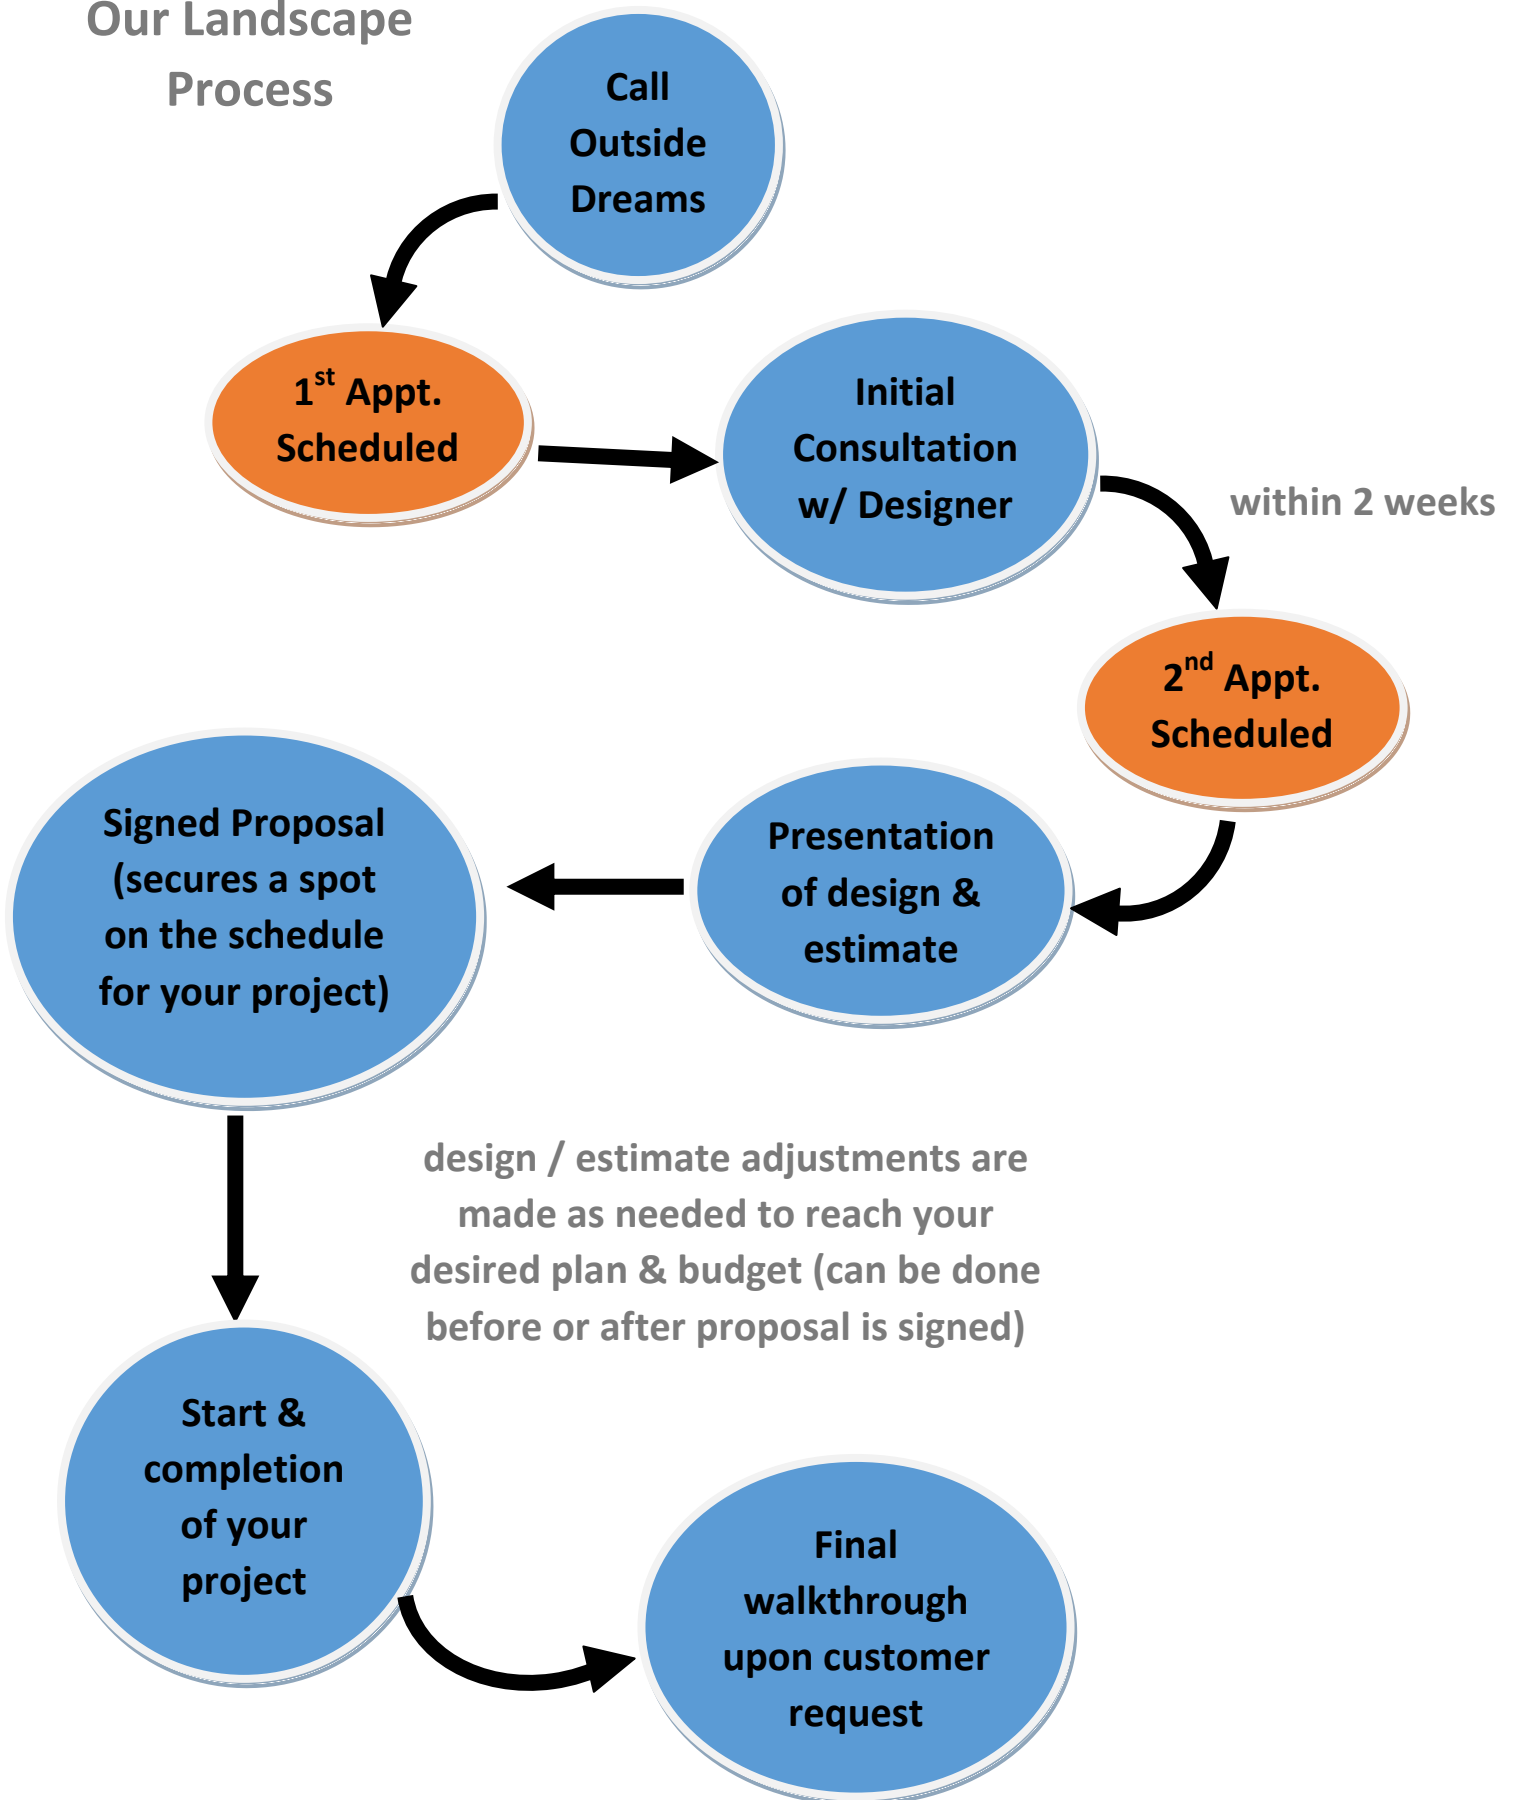 Our Landscape
Process
Call
Outside
Dreams
1st Appt.
Scheduled
Initial
Consultation
w/ Designer
within 2 weeks
2nd Appt.
Scheduled
Presentation
of design &
estimate
Signed Proposal
(secures a spot
on the schedule
for your project)
design / estimate adjustments are
made as needed to reach your
desired plan & budget (can be done
before or after proposal is signed)
Start &
completion
of your
project
Final
walkthrough
upon customer
request